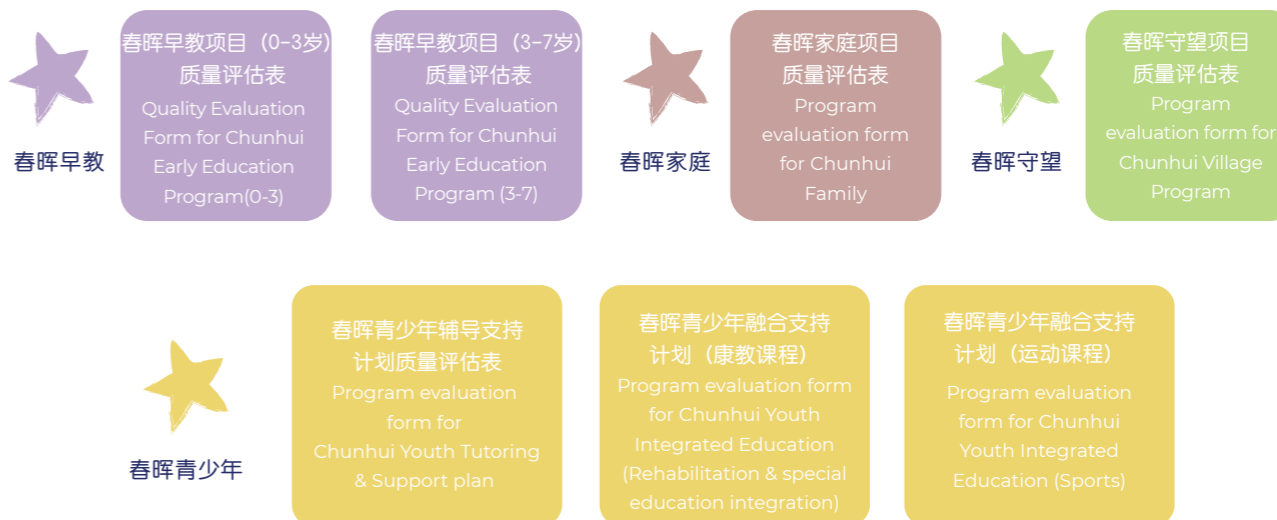 春晖早教
春晖早教项目（0-3岁）
质量评估表
Quality Evaluation
Form for Chunhui
Early Education
Program(0-3)
春晖早教项目（3-7岁）
质量评估表
Quality Evaluation
Form for Chunhui
Early Education
Program (3-7)
春晖家庭
春晖家庭项目
质量评估表
Program
evaluation form
for Chunhui
Family
春晖守望
春晖守望项目
质量评估表
Program
evaluation form for
Chunhui Village
Program
春晖青少年
春晖青少年辅导支持
计划质量评估表
Program evaluation
form for
Chunhui Youth Tutoring
& Support plan
春晖青少年融合支持
计划（康教课程）
Program evaluation form
for Chunhui Youth
Integrated Education
(Rehabilitation & special
education integration)
春晖青少年融合支持
计划（运动课程）
Program evaluation
form for Chunhui
Youth Integrated
Education (Sports)